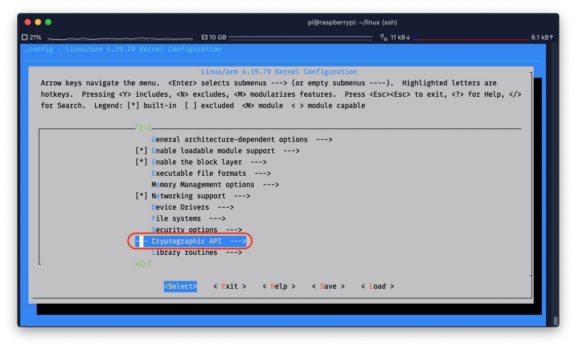 pi@raspberrypi: ~/linux (ssh)
21% 10 GB 11 kB↓ 6.1 kB↑
.config - Linux/arm 4.19.79 Kernel Configuration
Linux/arm 4.19.79 Kernel Configuration
Arrow keys navigate the menu.  <Enter> selects submenus ---> (or empty submenus ----).  Highlighted letters are
hotkeys.  Pressing <Y> includes, <N> excludes, <M> modularizes features.  Press <Esc><Esc> to exit, <?> for Help, </>
for Search.  Legend: [*] built-in  [ ] excluded  <M> module  < > module capable
^(-)
General architecture-dependent options  --->
[*] Enable loadable module support  --->
[*] Enable the block layer  --->
Executable file formats  --->
Memory Management options  --->
[*] Networking support  --->
Device Drivers  --->
File systems  --->
Security options  --->
-*- Cryptographic API  --->
Library routines  --->
v(+)
<Select>    < Exit >    < Help >    < Save >    < Load >